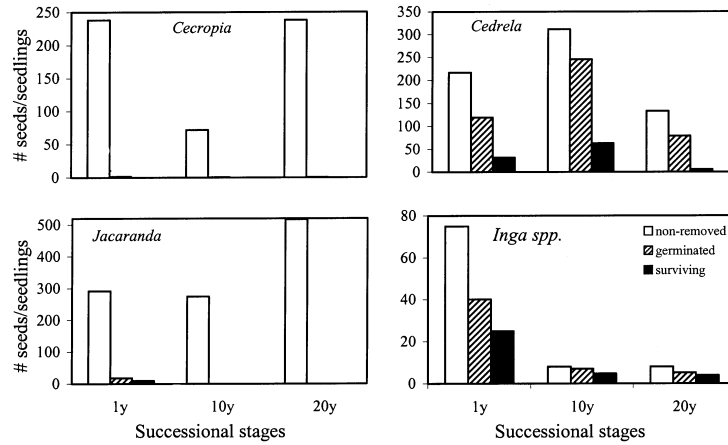 Cecropia
# seeds/seedlings
250
200
150
100
50
0
Cedrela
350
300
250
200
150
100
50
0
Jacaranda
# seeds/seedlings
500
400
300
200
100
0
1y 10y 20y
Successional stages
Inga spp.
80
60
40
20
0
non-removed
germinated
surviving
1y 10y 20y
Successional stages